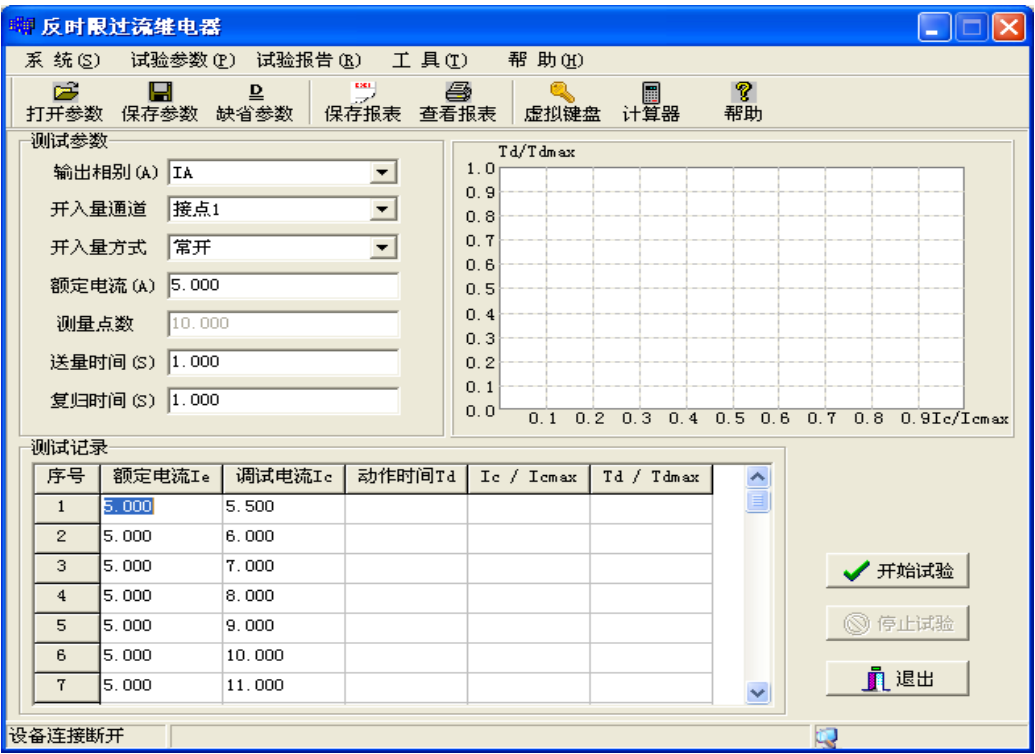 反时限过流继电器
系 统(S) 试验参数(P) 试验报告(R) 工 具(T) 帮 助(H)
打开参数 保存参数 缺省参数 保存报表 查看报表 虚拟键盘 计算器 帮助
测试参数
输出相别(A) IA
开入量通道 接点1
开入量方式 常开
额定电流(A) 5.000
测量点数 10.000
送量时间(S) 1.000
复归时间(S) 1.000
Td/Tdmax
1.0
0.9
0.8
0.7
0.6
0.5
0.4
0.3
0.2
0.1
0.0
0.1 0.2 0.3 0.4 0.5 0.6 0.7 0.8 0.9Ic/Icmax
测试记录
序号 额定电流Ie 调试电流Ic 动作时间Td Ic / Icmax Td / Tdmax
1 5.000 5.500
2 5.000 6.000
3 5.000 7.000
4 5.000 8.000
5 5.000 9.000
6 5.000 10.000
7 5.000 11.000
开始试验
停止试验
退出
设备连接断开